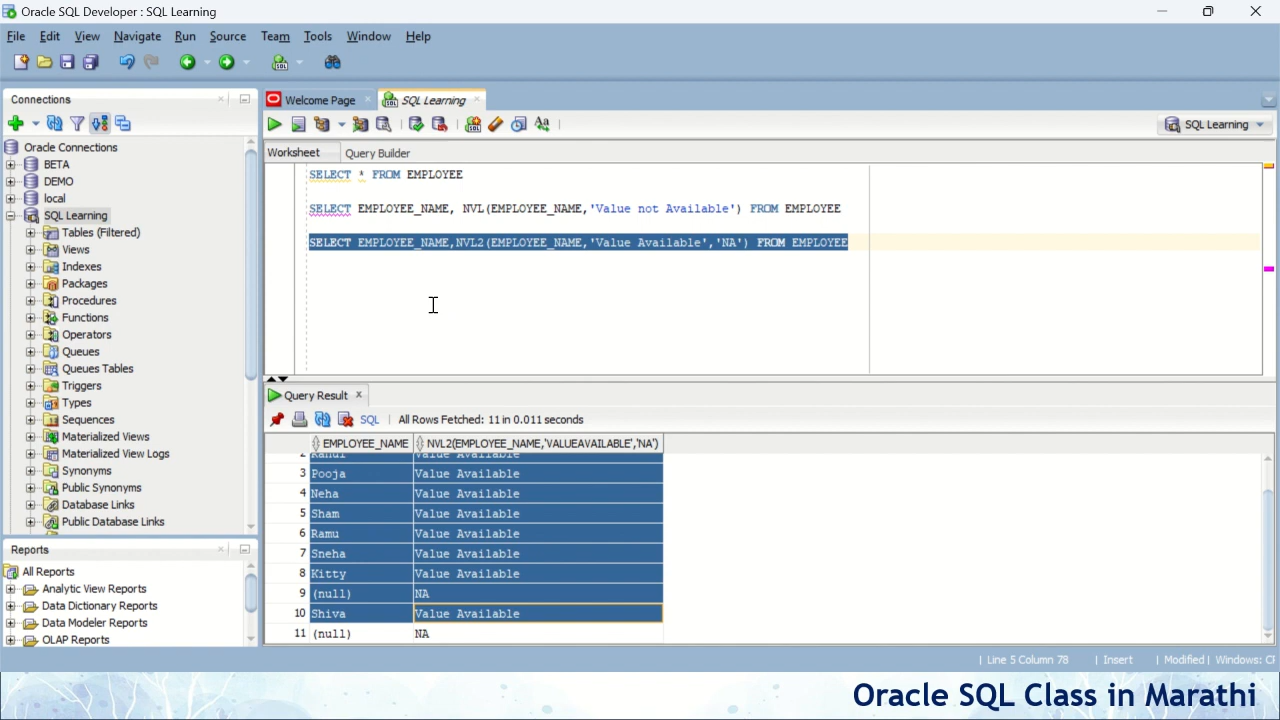 Oracle SQL Developer : SQL Learning
File Edit View Navigate Run Source Team Tools Window Help
Connections
Oracle Connections
BETA
DEMO
local
SQL Learning
Tables (Filtered)
Views
Indexes
Packages
Procedures
Functions
Operators
Queues
Queues Tables
Triggers
Types
Sequences
Materialized Views
Materialized View Logs
Synonyms
Public Synonyms
Database Links
Public Database Links
Reports
All Reports
Analytic View Reports
Data Dictionary Reports
Data Modeler Reports
OLAP Reports
Welcome Page SQL Learning
SQL Learning
Worksheet Query Builder
SELECT * FROM EMPLOYEE
SELECT EMPLOYEE_NAME, NVL(EMPLOYEE_NAME,'Value not Available') FROM EMPLOYEE
SELECT EMPLOYEE_NAME,NVL2(EMPLOYEE_NAME,'Value Available','NA') FROM EMPLOYEE
Query Result
SQL | All Rows Fetched: 11 in 0.011 seconds
EMPLOYEE_NAME NVL2(EMPLOYEE_NAME,'VALUEAVAILABLE','NA')
2 Rahul Value Available
3 Pooja Value Available
4 Neha Value Available
5 Sham Value Available
6 Ramu Value Available
7 Sneha Value Available
8 Kitty Value Available
9 (null) NA
10 Shiva Value Available
11 (null) NA
| Line 5 Column 78 | Insert | Modified | Windows: CF
Oracle SQL Class in Marathi